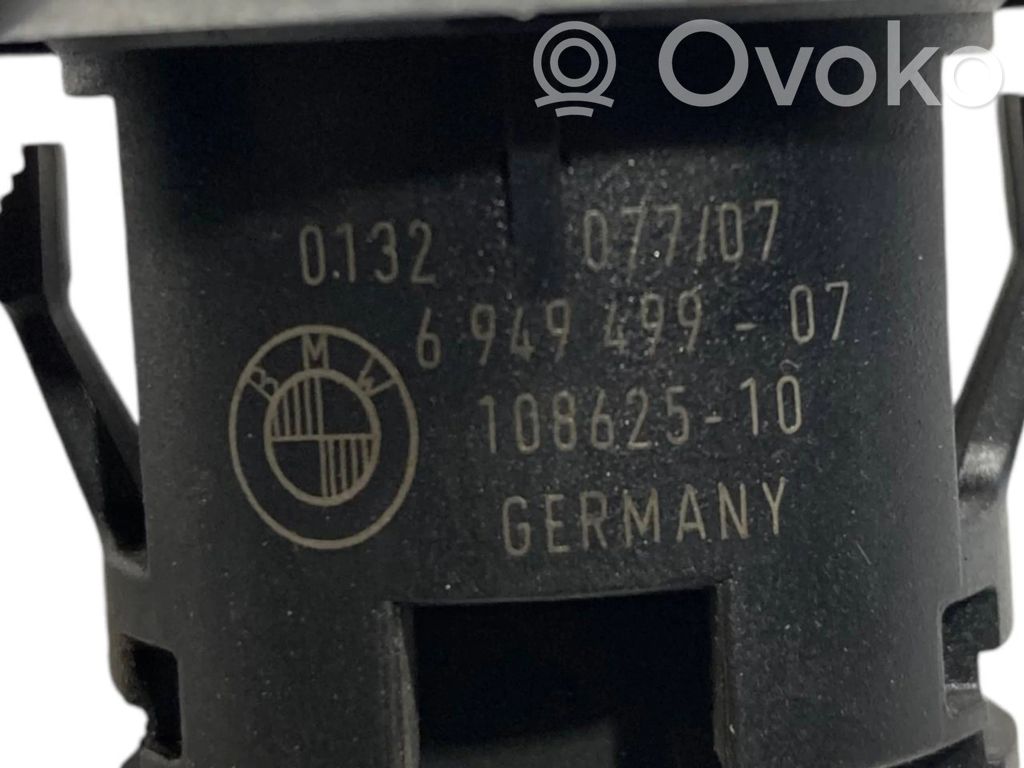 Ovoko
0132 077/07
6 949 499 - 07
BMW
108625-10
GERMANY